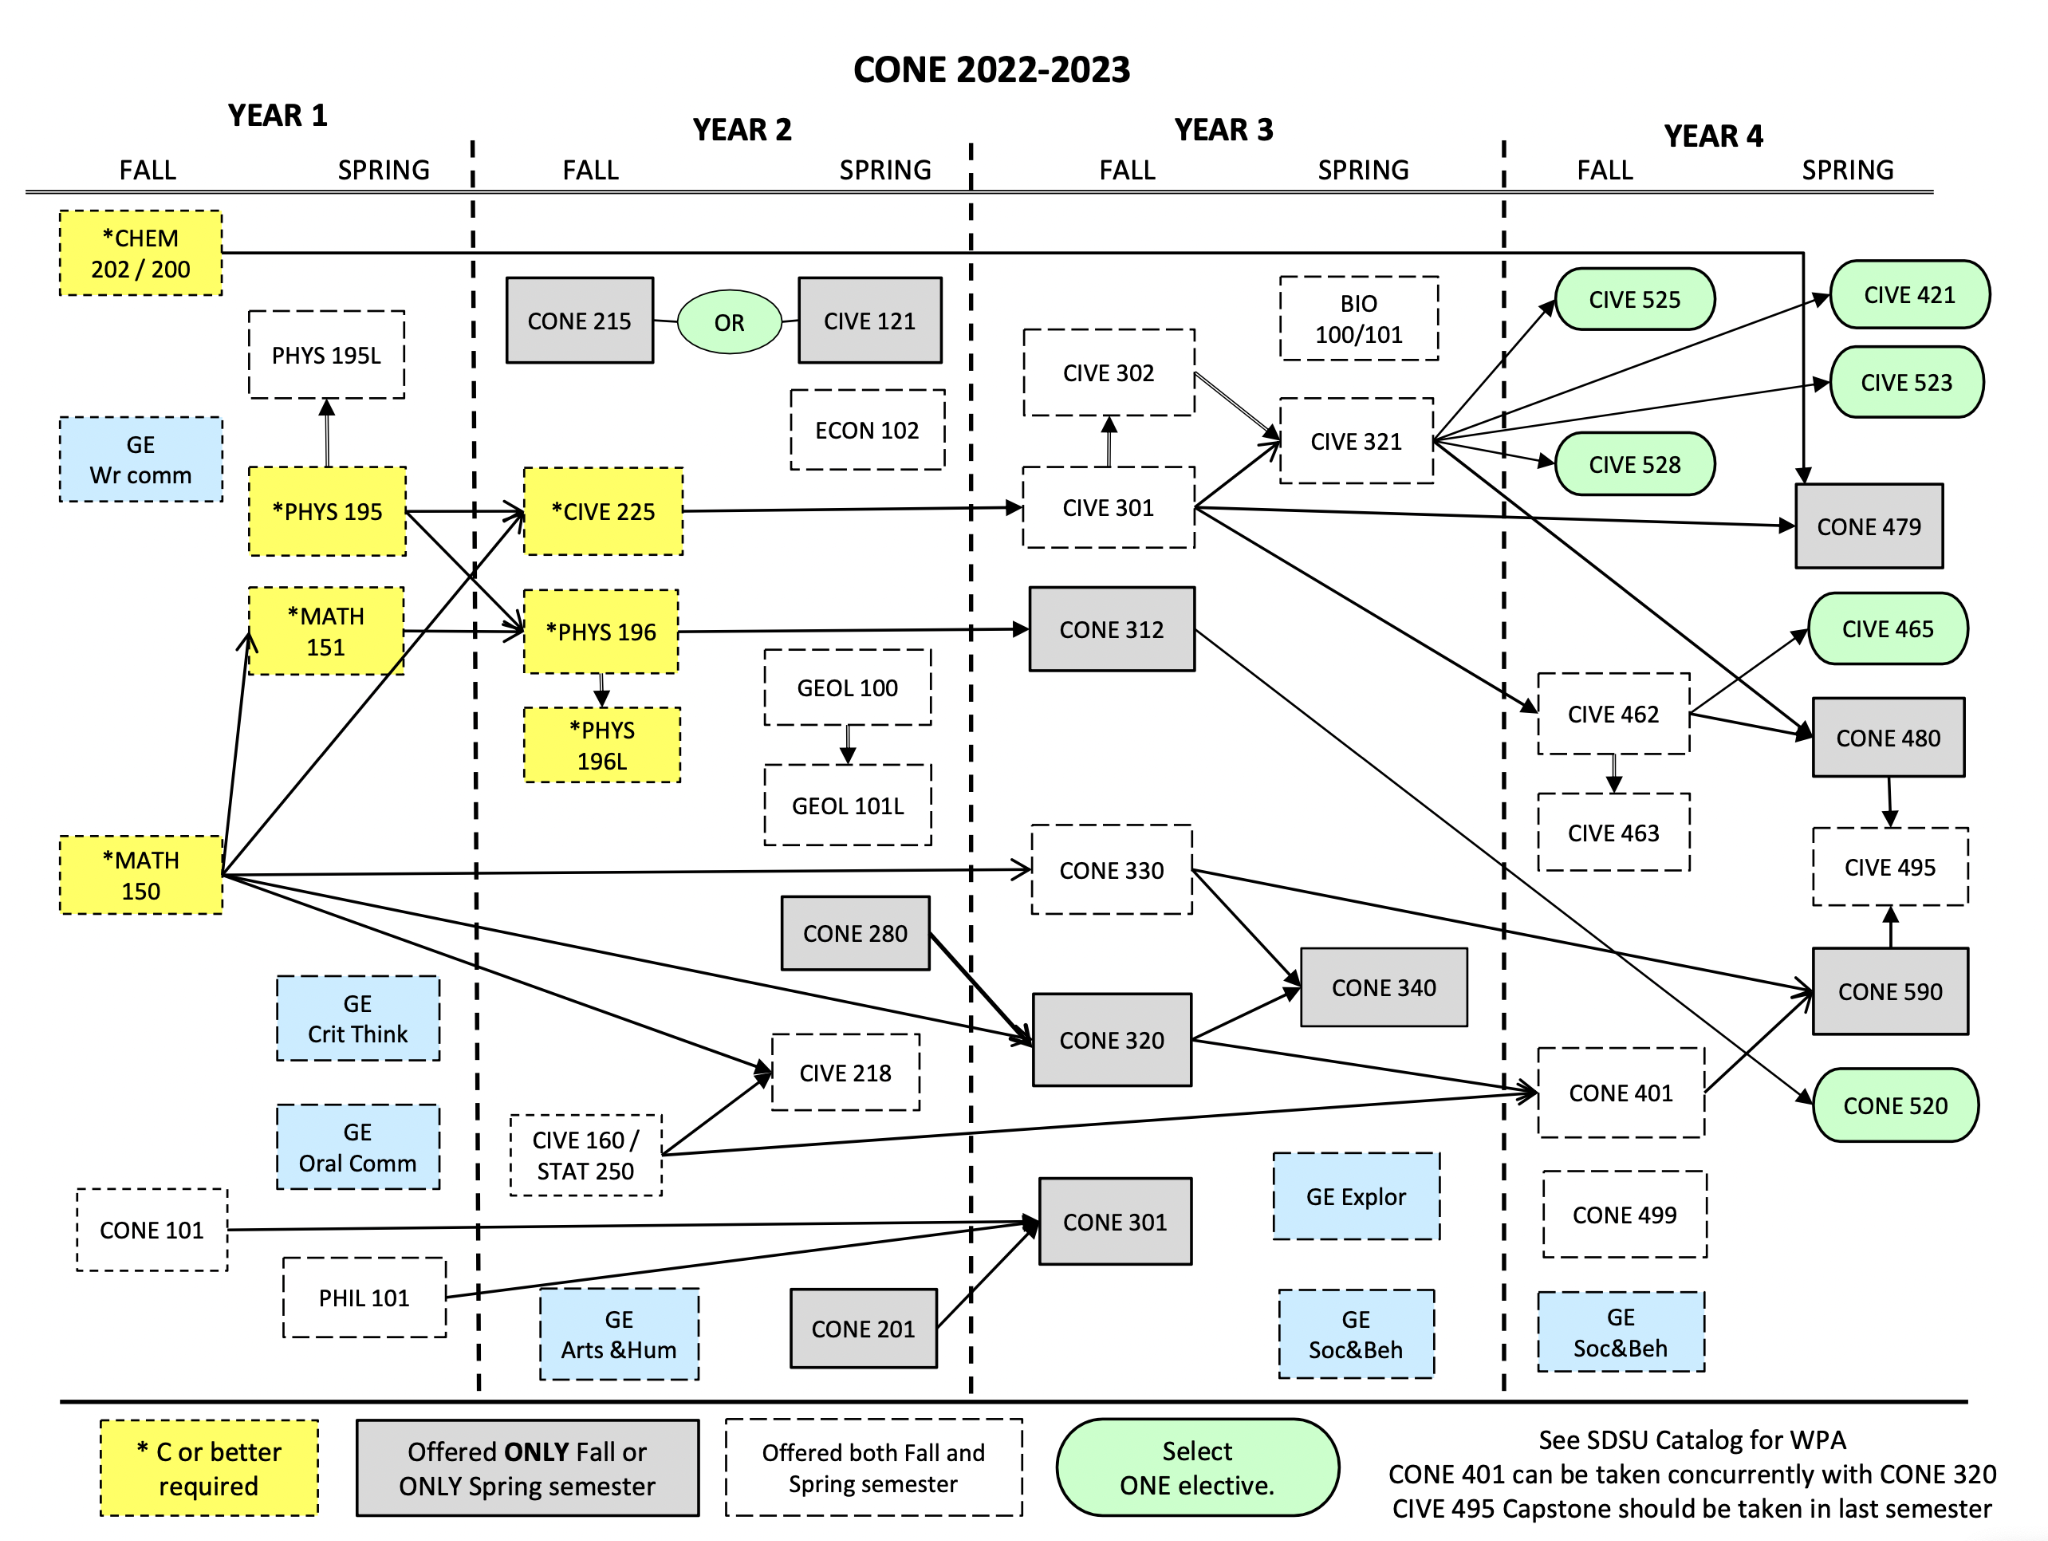 CONE 2022-2023
YEAR 1
YEAR 2
YEAR 3
YEAR 4
FALL
SPRING
FALL
SPRING
FALL
SPRING
FALL
SPRING
*CHEM
202 / 200
GE
Wr comm
*MATH
150
CONE 101
PHYS 195L
*PHYS 195
*MATH
151
GE
Crit Think
GE
Oral Comm
PHIL 101
CONE 215
OR
CIVE 121
ECON 102
*CIVE 225
*PHYS 196
*PHYS
196L
GEOL 100
GEOL 101L
CONE 280
CIVE 218
CIVE 160 /
STAT 250
GE
Arts &Hum
CONE 201
CIVE 302
CIVE 301
CONE 312
CONE 330
CONE 320
CONE 301
BIO
100/101
CIVE 321
CONE 340
GE Explor
GE
Soc&Beh
CIVE 525
CIVE 528
CIVE 462
CIVE 463
CONE 401
CONE 499
GE
Soc&Beh
CIVE 421
CIVE 523
CONE 479
CIVE 465
CONE 480
CIVE 495
CONE 590
CONE 520
* C or better
required
Offered ONLY Fall or
ONLY Spring semester
Offered both Fall and
Spring semester
Select
ONE elective.
See SDSU Catalog for WPA
CONE 401 can be taken concurrently with CONE 320
CIVE 495 Capstone should be taken in last semester